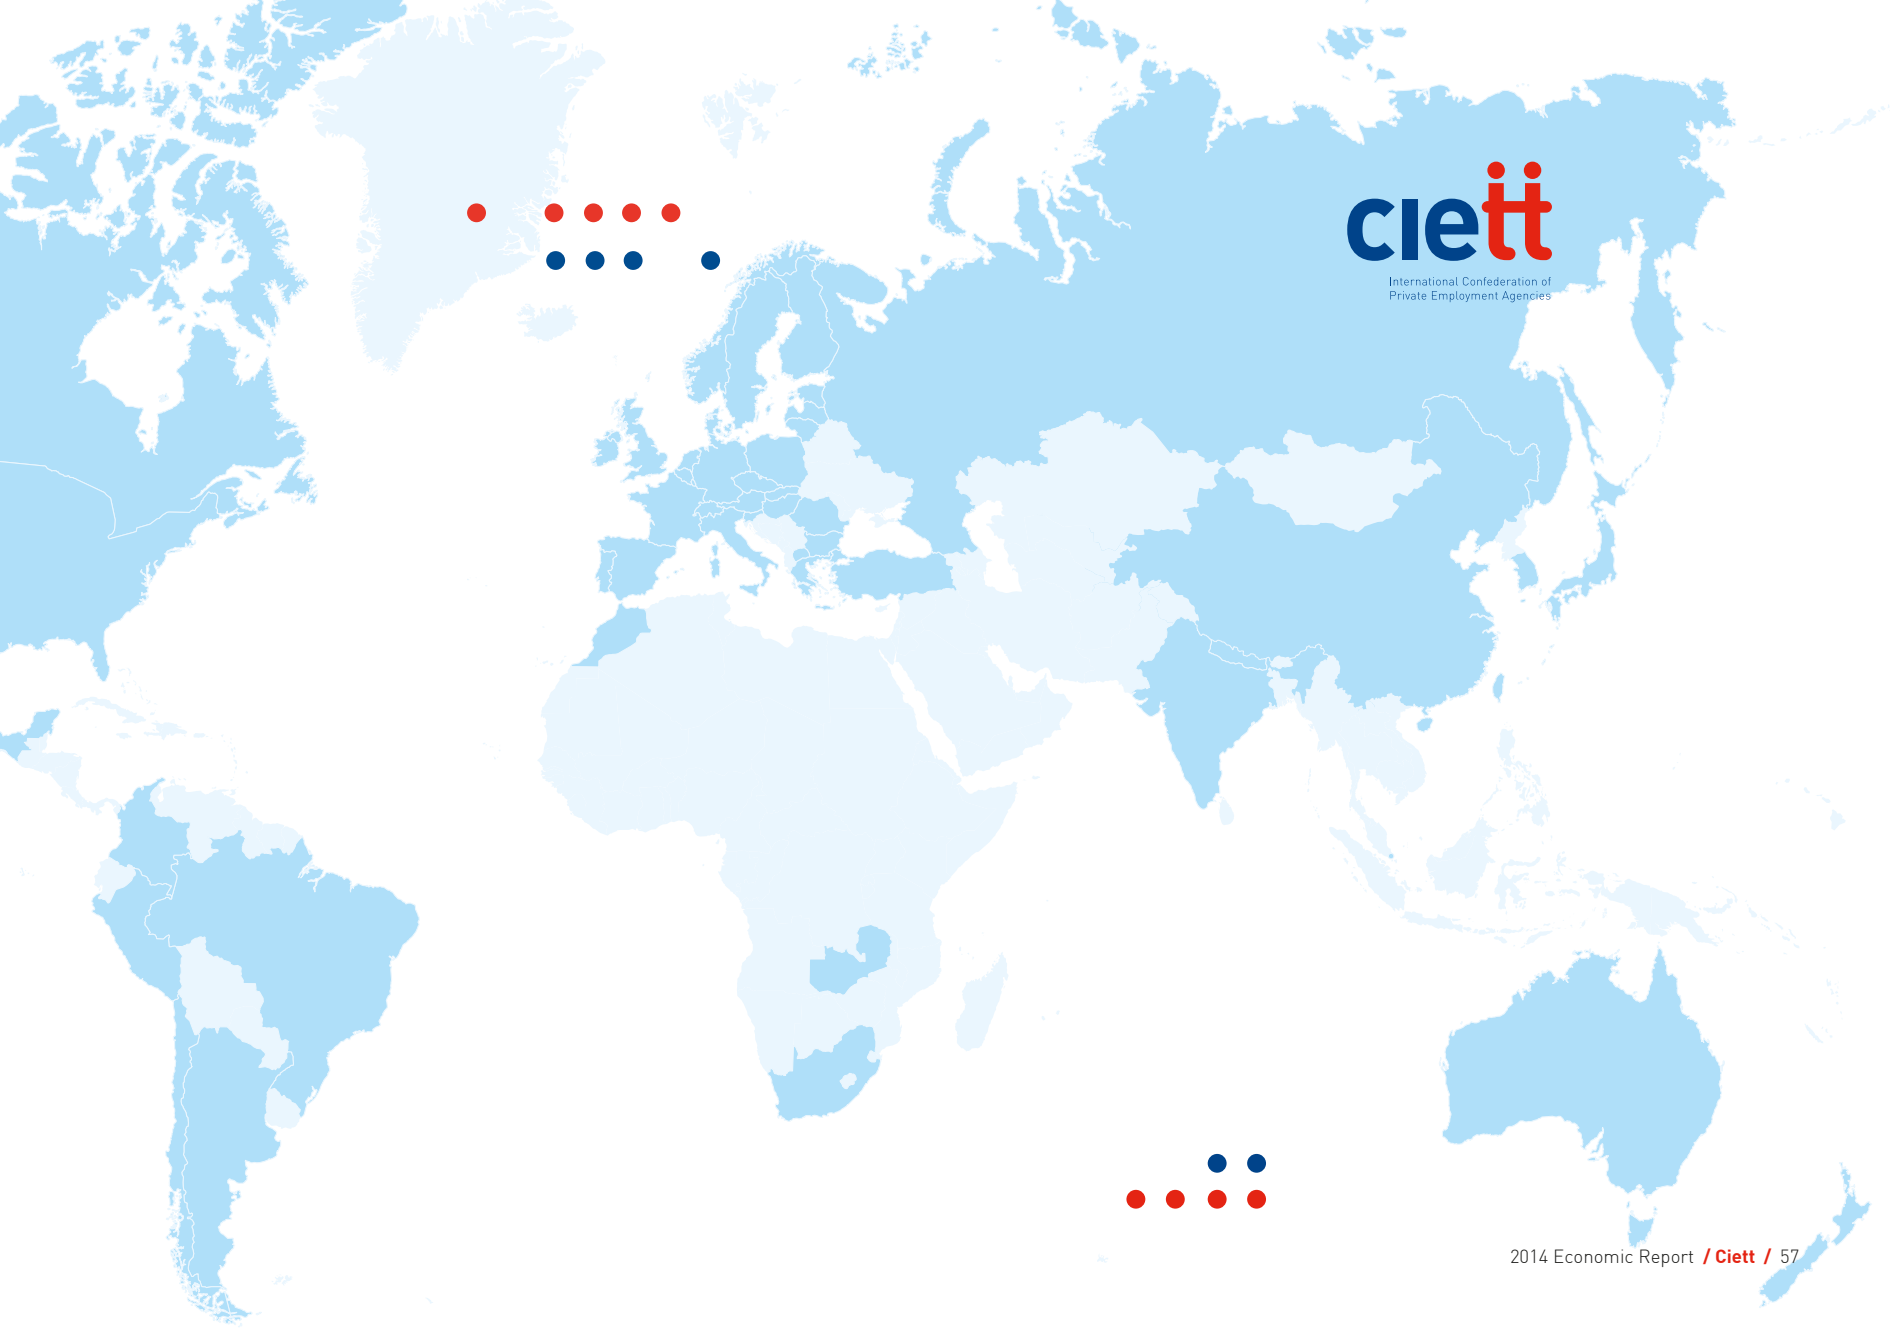 ciett
International Confederation of
Private Employment Agencies
2014 Economic Report / Ciett / 57